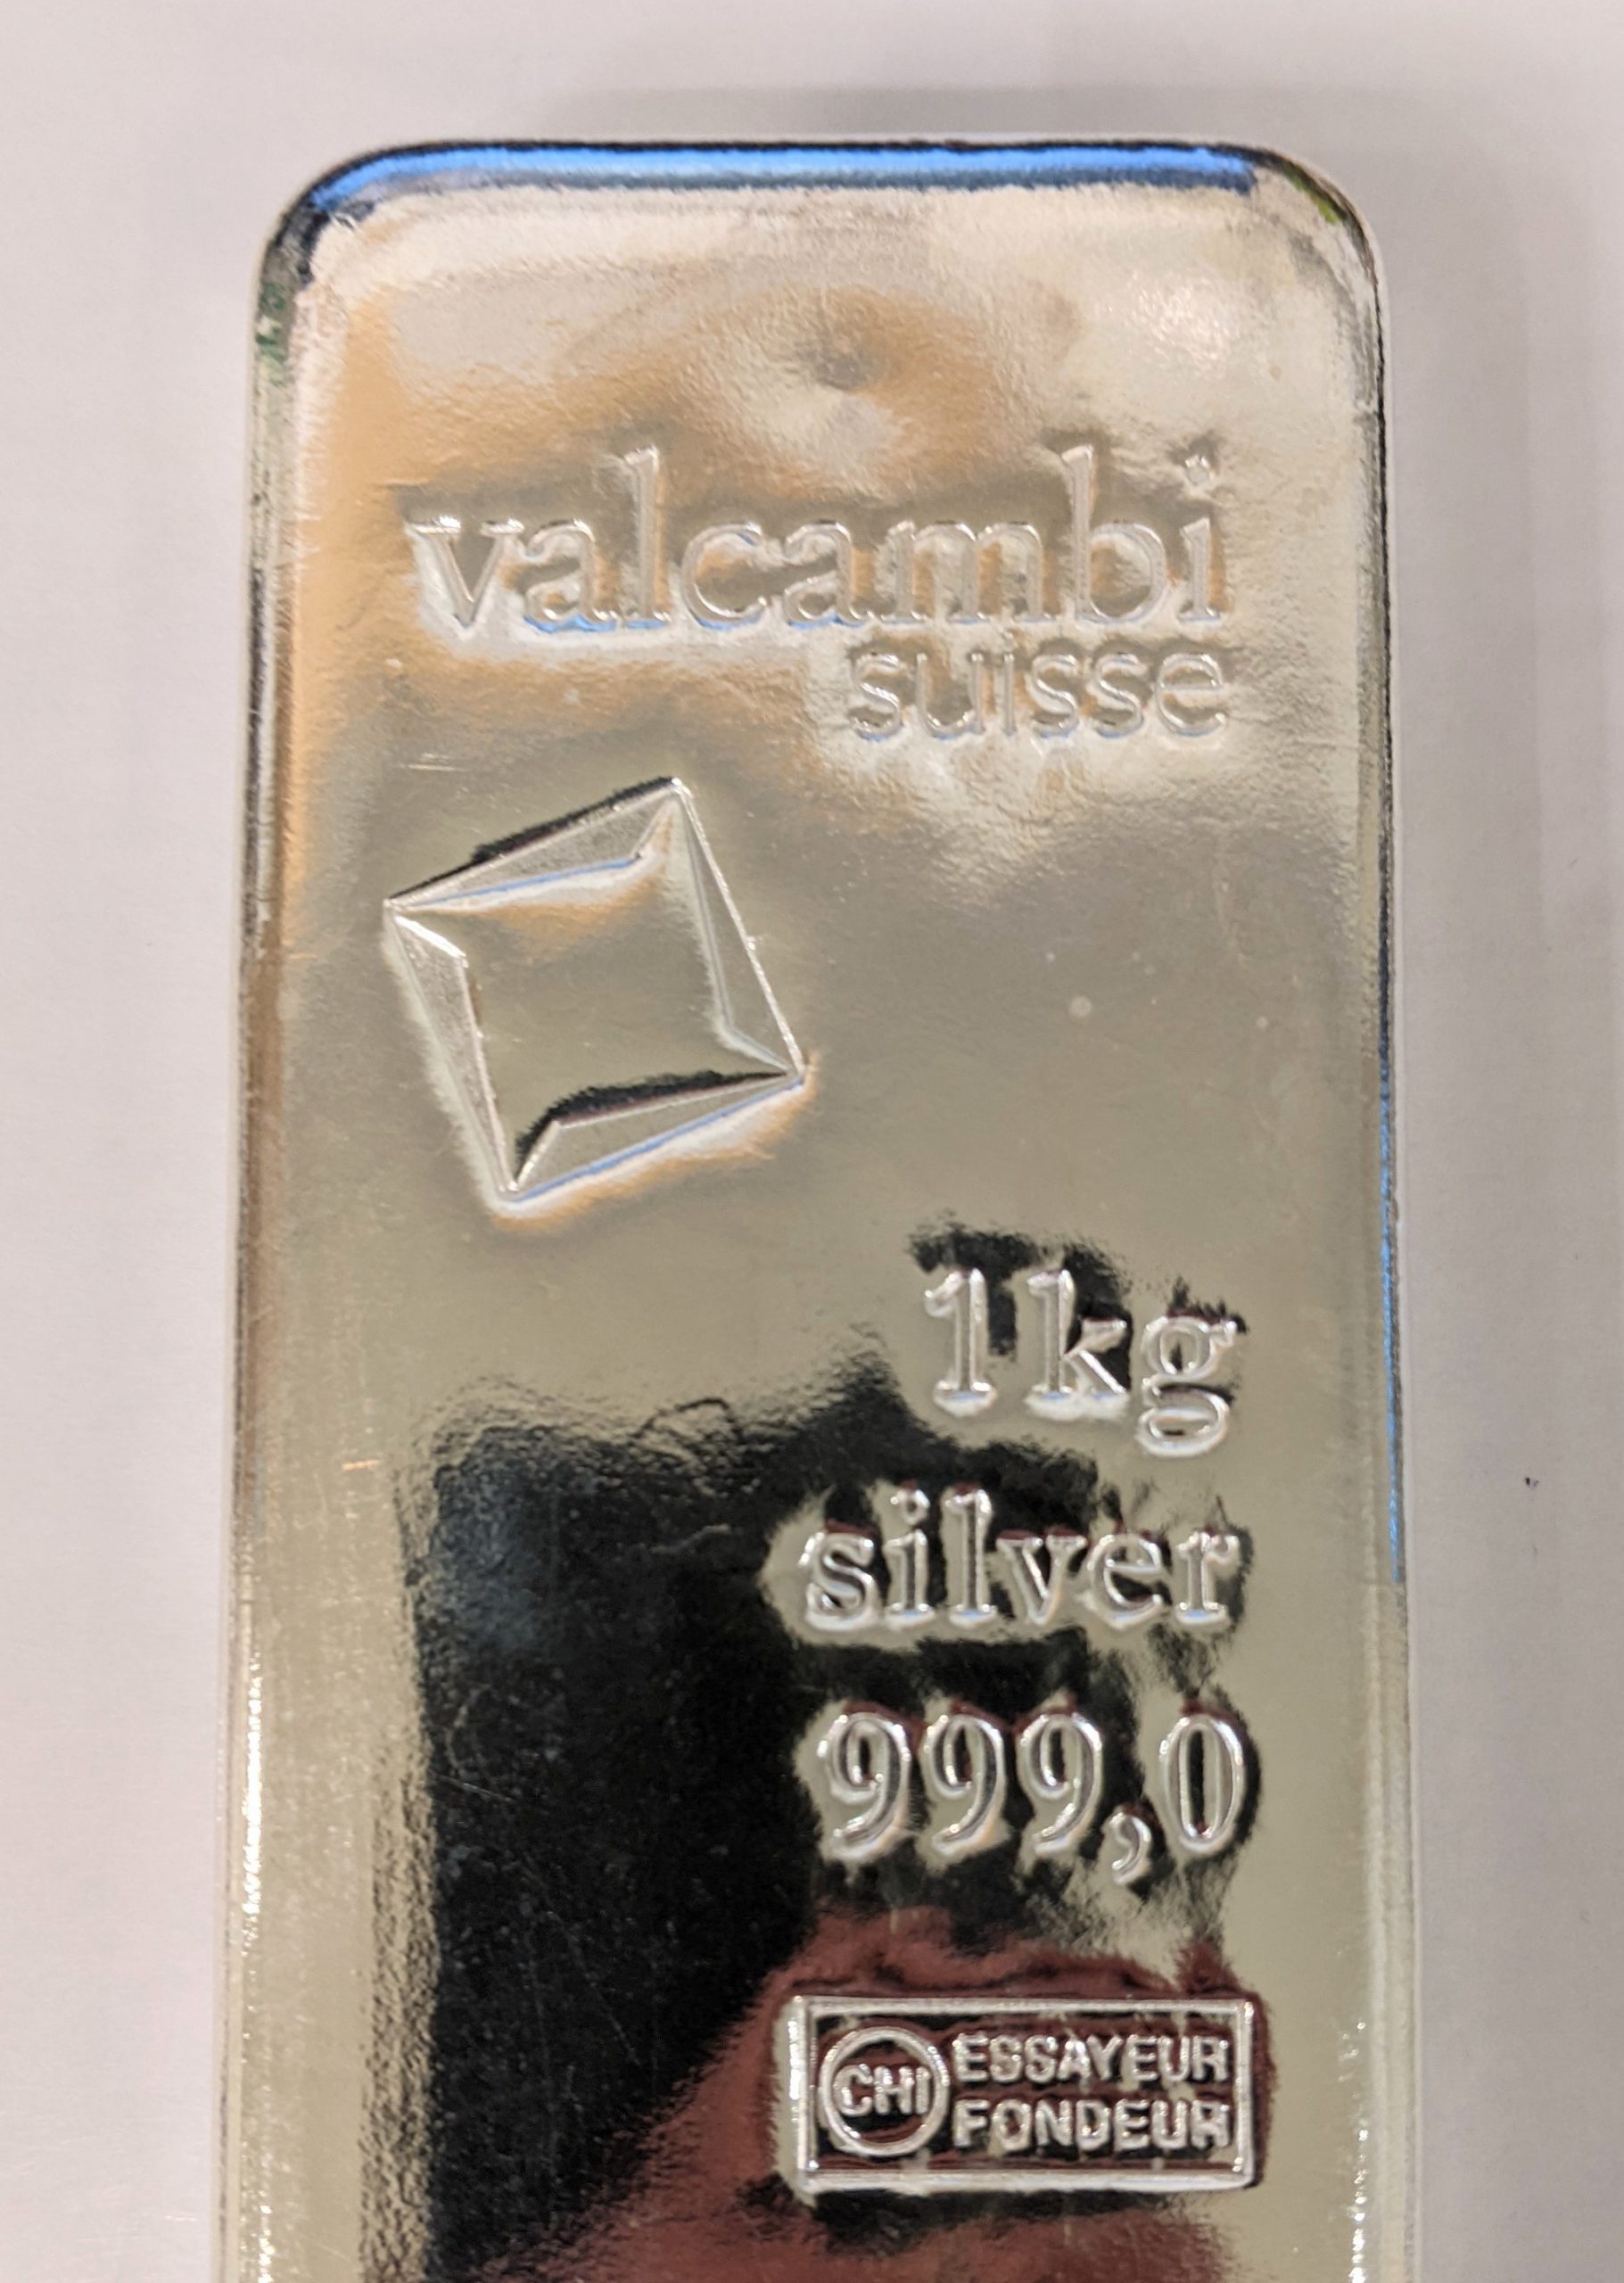 valcambi
suisse
1kg
silver
999,0
CHI ESSAYEUR
FONDEUR